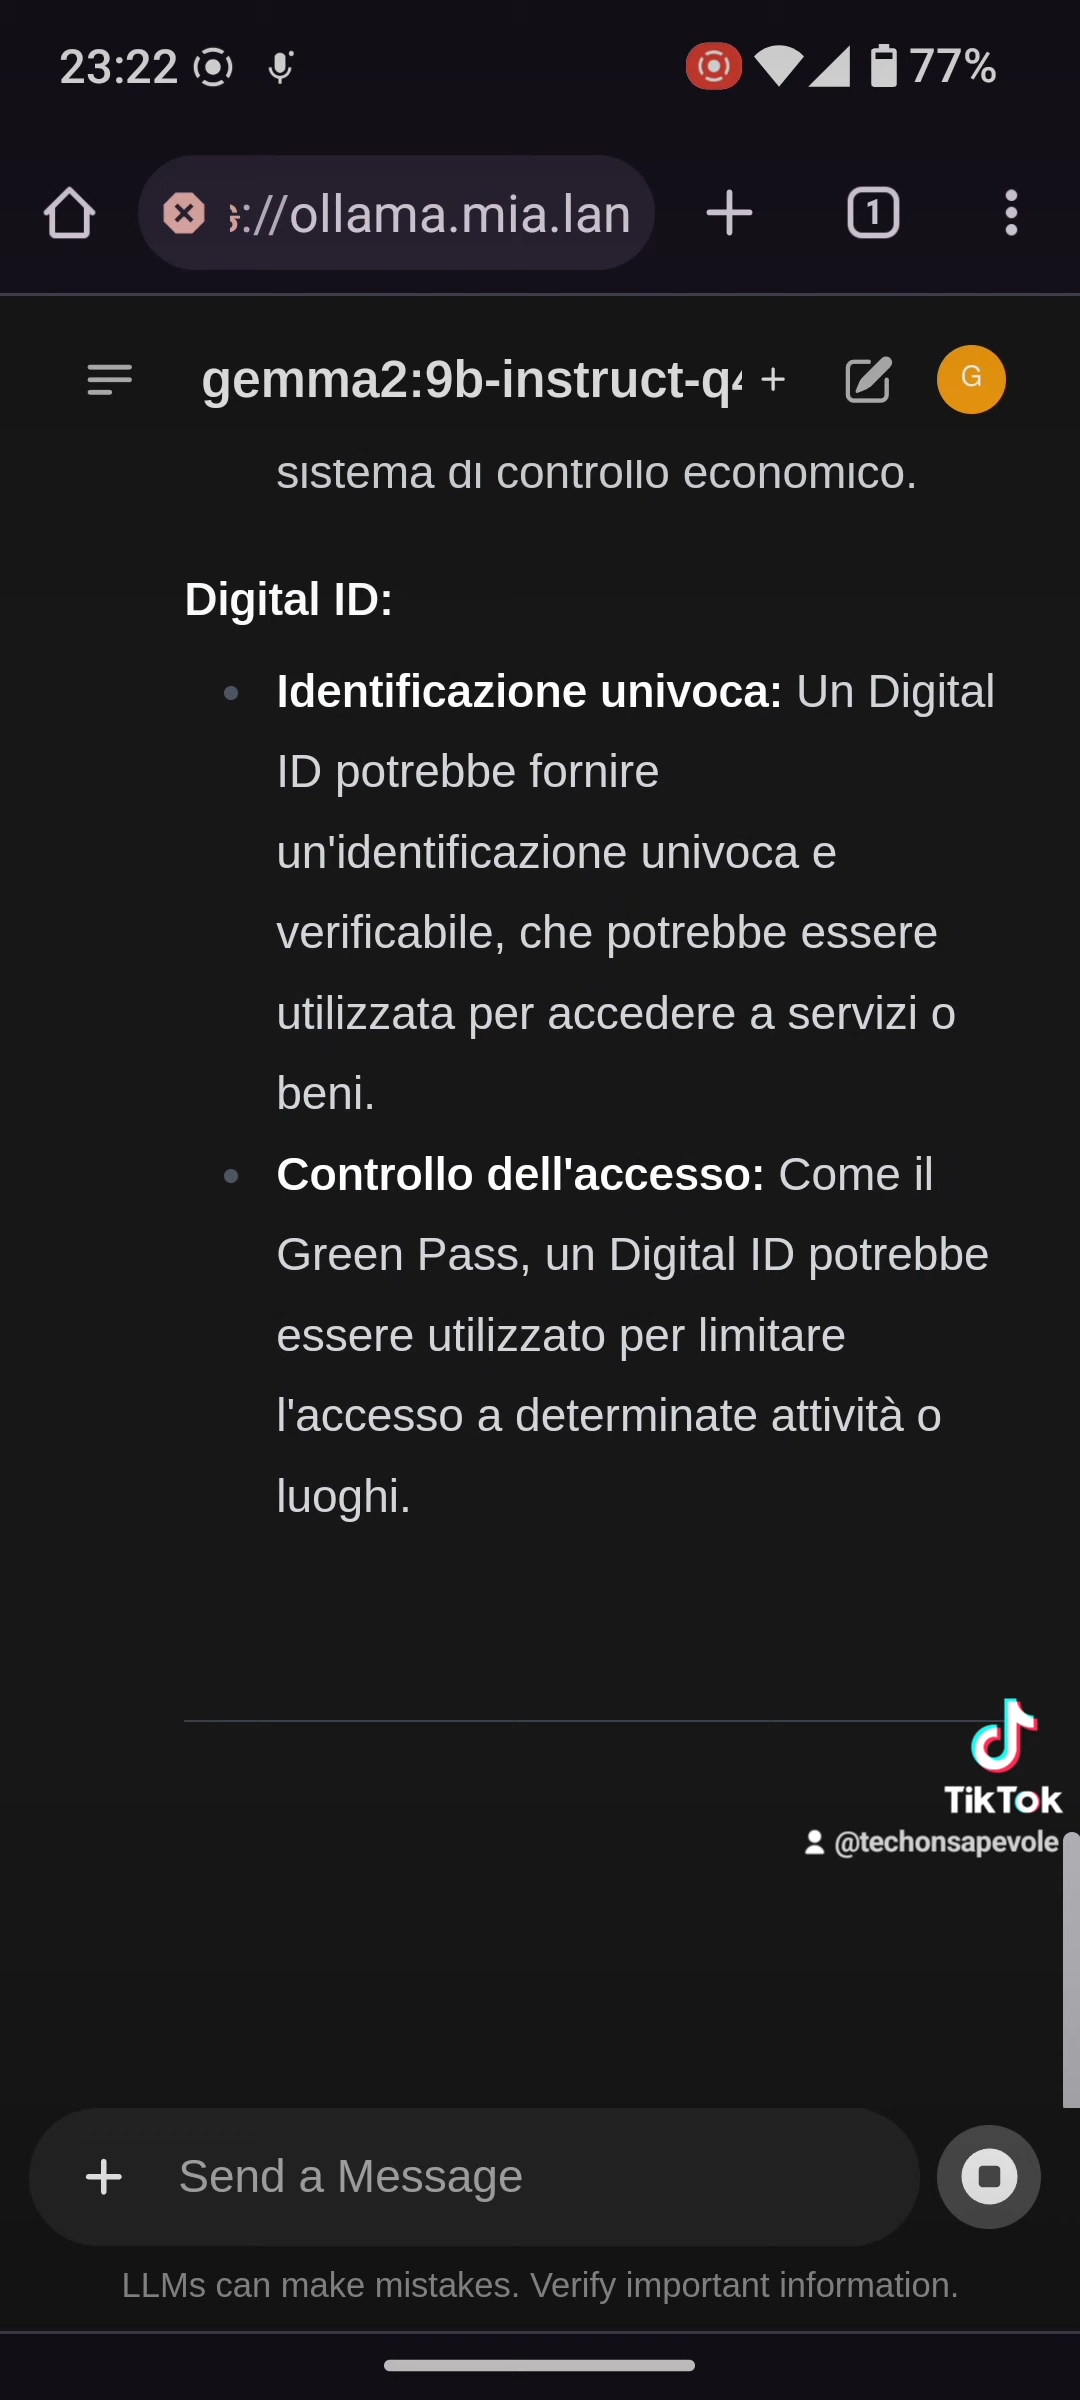 23:22
77%
://ollama.mia.lan
1
gemma2:9b-instruct-q4
G
sistema di controllo economico.
Digital ID:
Identificazione univoca: Un Digital
ID potrebbe fornire
un'identificazione univoca e
verificabile, che potrebbe essere
utilizzata per accedere a servizi o
beni.
Controllo dell'accesso: Come il
Green Pass, un Digital ID potrebbe
essere utilizzato per limitare
l'accesso a determinate attività o
luoghi.
TikTok
@techonsapevole
Send a Message
LLMs can make mistakes. Verify important information.